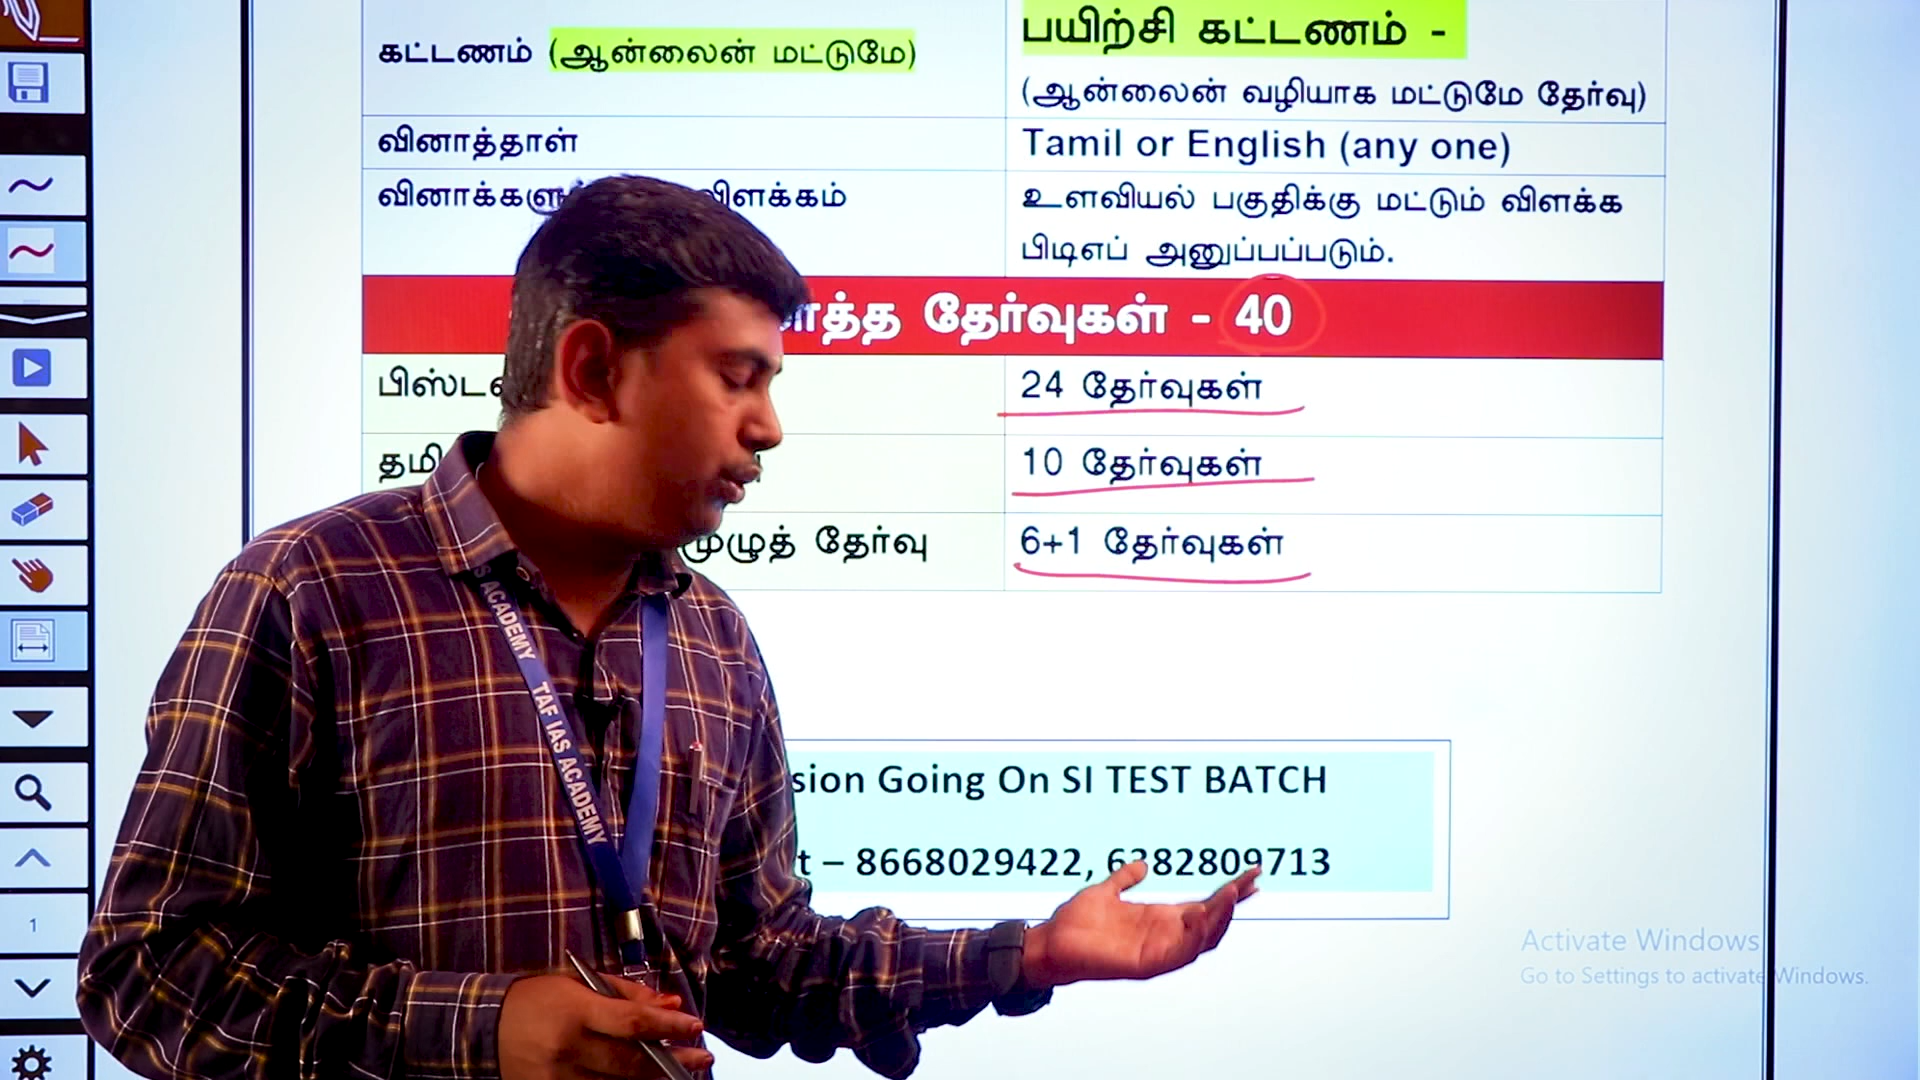 கட்டணம் (ஆன்லைன் மட்டுமே)
பயிற்சி கட்டணம் -
(ஆன்லைன் வழியாக மட்டுமே தேர்வு)
வினாத்தாள்
Tamil or English (any one)
விளக்கம்
உளவியல் பகுதிக்கு மட்டும் விளக்க
பிடிஎப் அனுப்பப்படும்.
தேர்வுகள் - 40
24 தேர்வுகள்
10 தேர்வுகள்
முழுத் தேர்வு
6+1 தேர்வுகள்
Going On SI TEST BATCH
– 8668029422, 6382809713
ACADEMY TAF IAS ACADEMY
1
Activate Windows
Go to Settings to activate Windows.